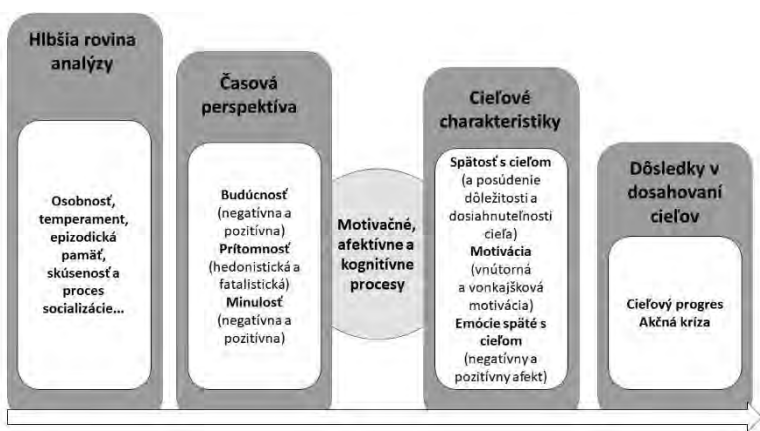 Hlbšia rovina
analýzy
Osobnosť,
temperament,
epizodická
pamäť,
skúsenosť a
proces
socializácie...
Časová
perspektíva
Budúcnosť
(negatívna a
pozitívna)
Prítomnosť
(hedonistická a
fatalistická)
Minulosť
(negatívna a
pozitívna)
Motivačné,
afektívne a
kognitívne
procesy
Cieľové
charakteristiky
Spätosť s cieľom
(a posúdenie
dôležitosti a
dosiahnuteľnosti
cieľa)
Motivácia
(vnútorná
a vonkajšková
motivácia)
Emócie späté s
cieľom
(negatívny a
pozitívny afekt)
Dôsledky v
dosahovaní
cieľov
Cieľový progres
Akčná kríza